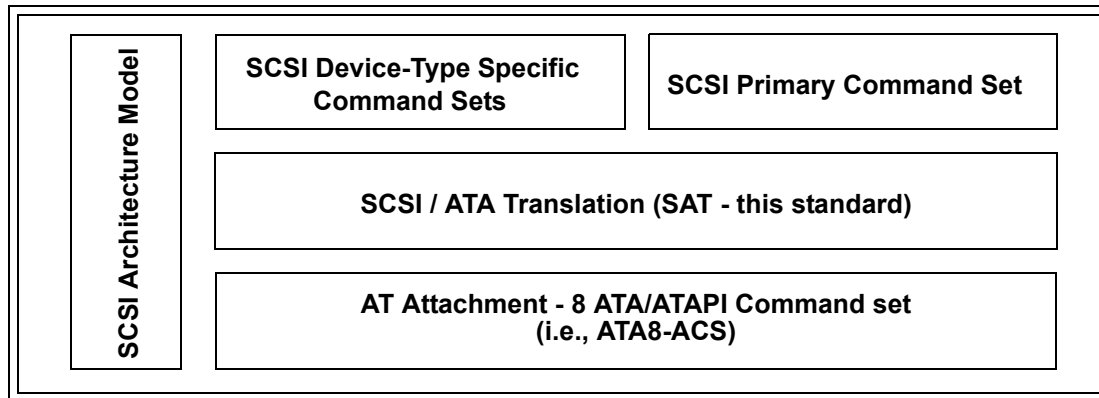 SCSI Architecture Model
SCSI Device-Type Specific
Command Sets
SCSI Primary Command Set
SCSI / ATA Translation (SAT - this standard)
AT Attachment - 8 ATA/ATAPI Command set
(i.e., ATA8-ACS)